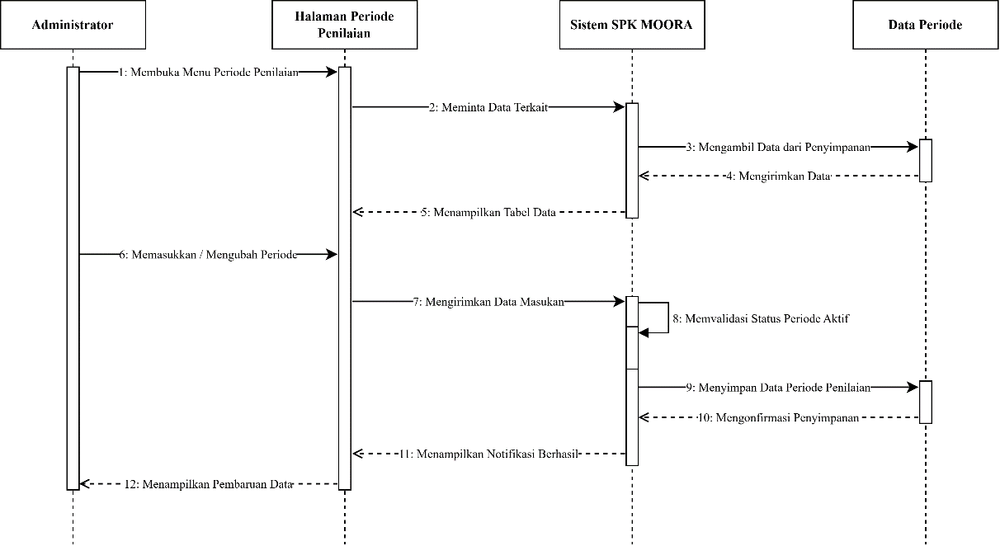 Administrator
Halaman Periode
Penilaian
Sistem SPK MOORA
Data Periode
1: Membuka Menu Periode Penilaian
2: Meminta Data Terkait
3: Mengambil Data dari Penyimpanan
4: Mengirimkan Data
5: Menampilkan Tabel Data
6: Memasukkan / Mengubah Periode
7: Mengirimkan Data Masukan
8: Memvalidasi Status Periode Aktif
9: Menyimpan Data Periode Penilaian
10: Mengonfirmasi Penyimpanan
11: Menampilkan Notifikasi Berhasil
12: Menampilkan Pembaruan Data